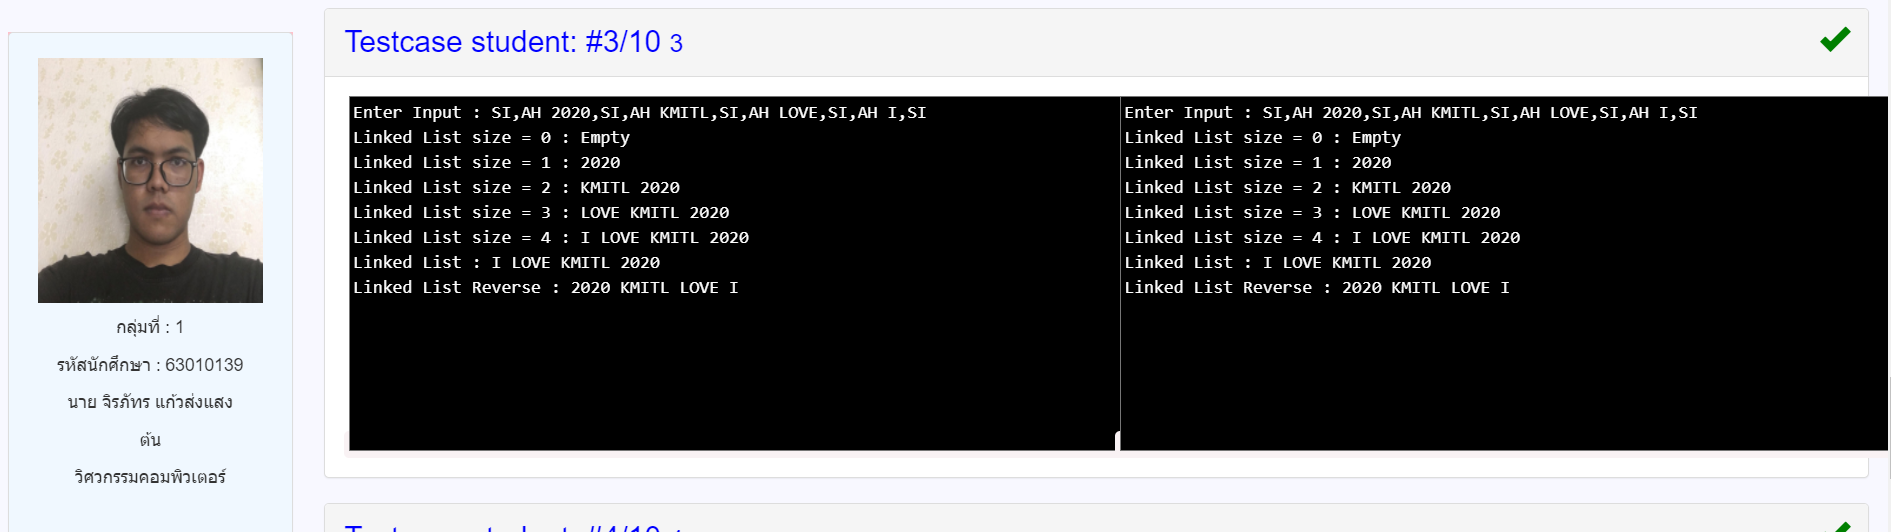 Testcase student: #3/10 3
Enter Input : SI,AH 2020,SI,AH KMITL,SI,AH LOVE,SI,AH I,SI
Linked List size = 0 : Empty
Linked List size = 1 : 2020
Linked List size = 2 : KMITL 2020
Linked List size = 3 : LOVE KMITL 2020
Linked List size = 4 : I LOVE KMITL 2020
Linked List : I LOVE KMITL 2020
Linked List Reverse : 2020 KMITL LOVE I
Enter Input : SI,AH 2020,SI,AH KMITL,SI,AH LOVE,SI,AH I,SI
Linked List size = 0 : Empty
Linked List size = 1 : 2020
Linked List size = 2 : KMITL 2020
Linked List size = 3 : LOVE KMITL 2020
Linked List size = 4 : I LOVE KMITL 2020
Linked List : I LOVE KMITL 2020
Linked List Reverse : 2020 KMITL LOVE I
กลุ่มที่ : 1
รหัสนักศึกษา : 63010139
นาย จิรภัทร แก้วส่งแสง
ต้น
วิศวกรรมคอมพิวเตอร์
Testcase student: #4/10